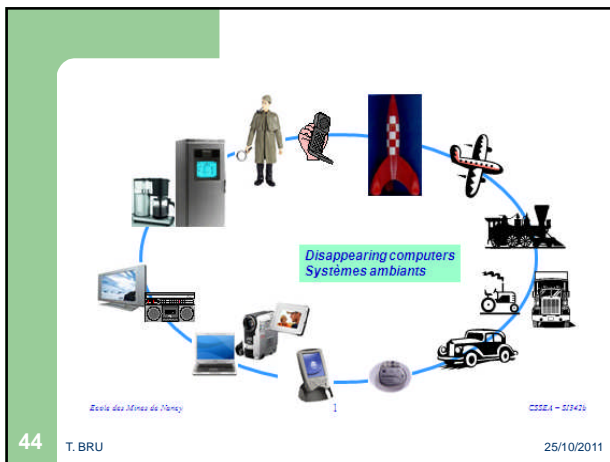 Disappearing computers
Systèmes ambiants
Ecole des Mines de Nancy
1
CSSEA – SI342b
44
T. BRU
25/10/2011